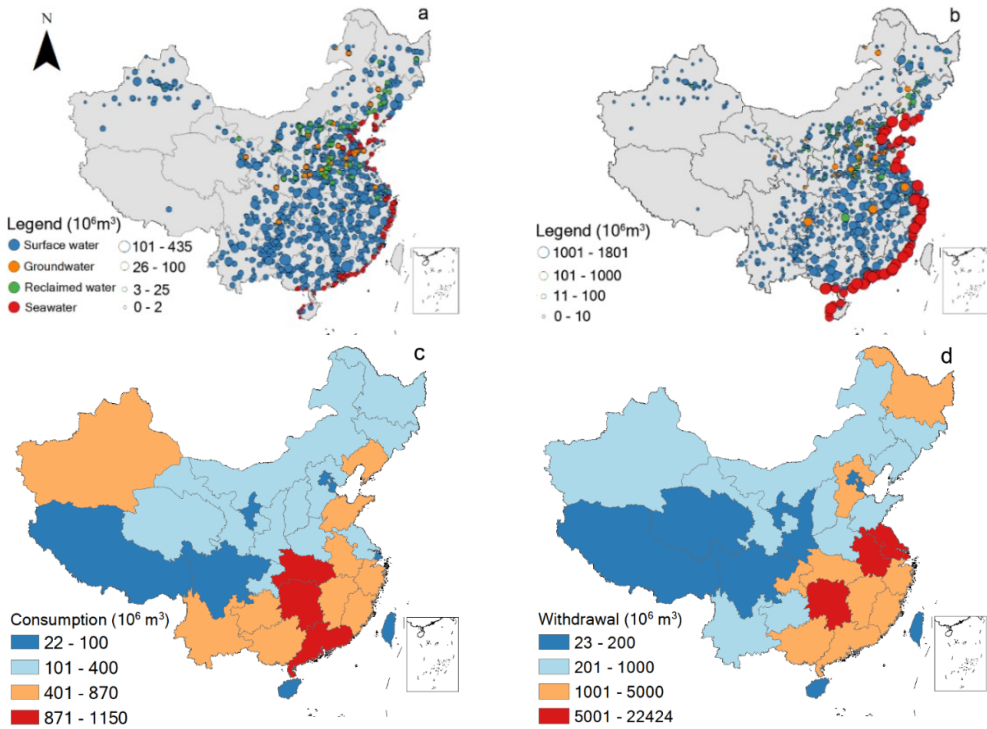 N
a
Legend (10⁶m³)
Surface water
101 - 435
Groundwater
26 - 100
Reclaimed water
3 - 25
Seawater
0 - 2
b
Legend (10⁶m³)
1001 - 1801
101 - 1000
11 - 100
0 - 10
c
Consumption (10⁶ m³)
22 - 100
101 - 400
401 - 870
871 - 1150
d
Withdrawal (10⁶ m³)
23 - 200
201 - 1000
1001 - 5000
5001 - 22424